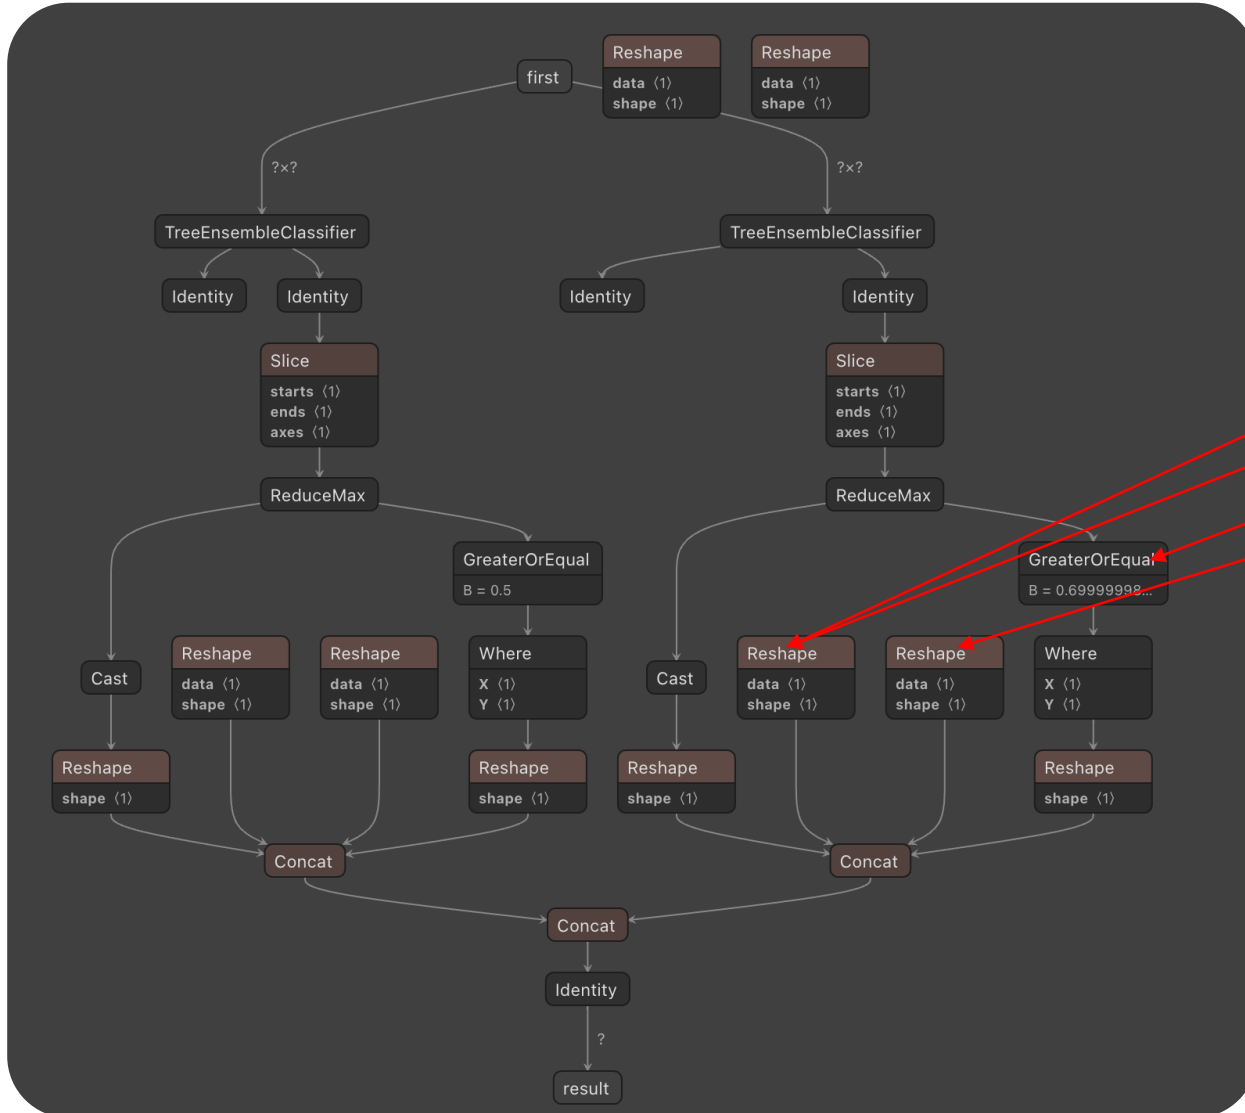 first
Reshape
data ⟨1⟩
shape ⟨1⟩
Reshape
data ⟨1⟩
shape ⟨1⟩
?×?
?×?
TreeEnsembleClassifier
TreeEnsembleClassifier
Identity
Identity
Identity
Identity
Slice
starts ⟨1⟩
ends ⟨1⟩
axes ⟨1⟩
Slice
starts ⟨1⟩
ends ⟨1⟩
axes ⟨1⟩
ReduceMax
ReduceMax
GreaterOrEqual
B = 0.5
GreaterOrEqual
B = 0.69999998…
Cast
Reshape
data ⟨1⟩
shape ⟨1⟩
Reshape
data ⟨1⟩
shape ⟨1⟩
Where
X ⟨1⟩
Y ⟨1⟩
Cast
Reshape
data ⟨1⟩
shape ⟨1⟩
Reshape
data ⟨1⟩
shape ⟨1⟩
Where
X ⟨1⟩
Y ⟨1⟩
Reshape
shape ⟨1⟩
Reshape
shape ⟨1⟩
Reshape
shape ⟨1⟩
Reshape
shape ⟨1⟩
Concat
Concat
Concat
Identity
?
result